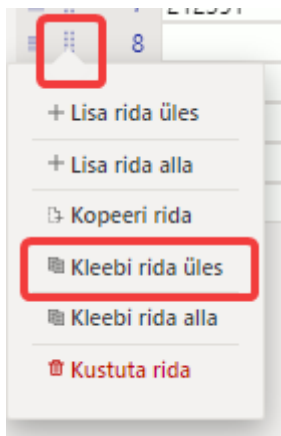 8
+ Lisa rida üles
+ Lisa rida alla
Kopeeri rida
Kleebi rida üles
Kleebi rida alla
Kustuta rida